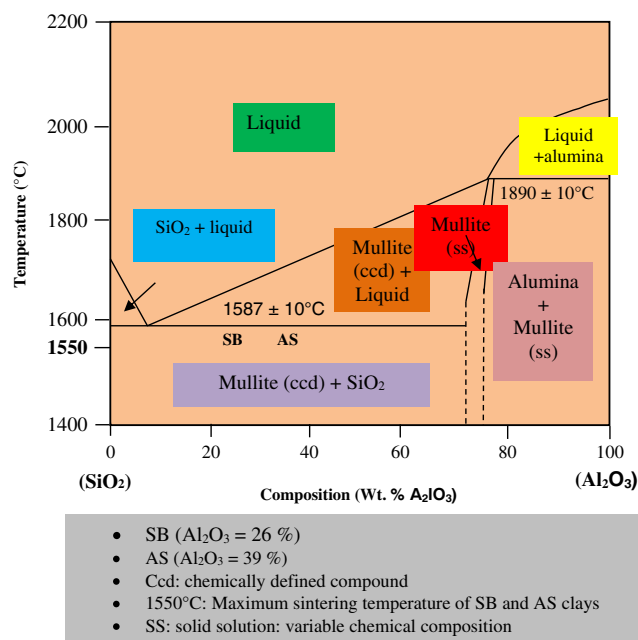 2200
2000
1800
1600
1550
1400
Temperature (°C)
Liquid
Liquid
+alumina
1890 ± 10°C
SiO₂ + liquid
Mullite
(ss)
Mullite
(ccd) +
Liquid
Alumina
+
Mullite
(ss)
1587 ± 10°C
SB AS
Mullite (ccd) + SiO₂
0 20 40 60 80 100
(SiO₂) Composition (Wt. % A₂lO₃) (Al₂O₃)
• SB (Al₂O₃ = 26 %)
• AS (Al₂O₃ = 39 %)
• Ccd: chemically defined compound
• 1550°C: Maximum sintering temperature of SB and AS clays
• SS: solid solution: variable chemical composition